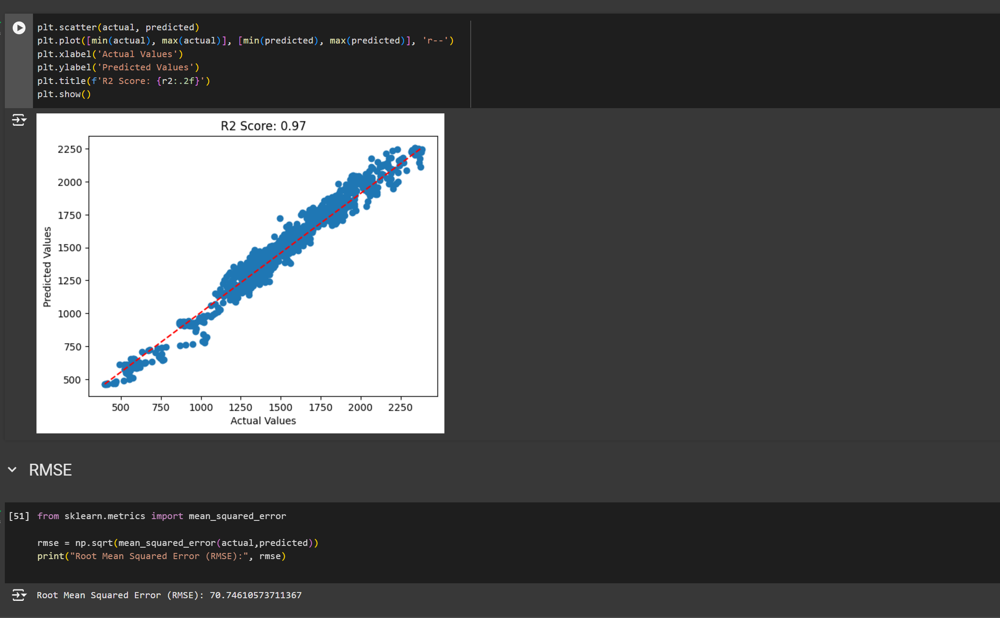 plt.scatter(actual, predicted)
plt.plot([min(actual), max(actual)], [min(predicted), max(predicted)], 'r--')
plt.xlabel('Actual Values')
plt.ylabel('Predicted Values')
plt.title(f'R2 Score: {r2:.2f}')
plt.show()
R2 Score: 0.97
2250
2000
1750
1500
1250
1000
750
500
Predicted Values
500 750 1000 1250 1500 1750 2000 2250
Actual Values
RMSE
[51] from sklearn.metrics import mean_squared_error
rmse = np.sqrt(mean_squared_error(actual,predicted))
print("Root Mean Squared Error (RMSE):", rmse)
Root Mean Squared Error (RMSE): 70.74610573711367